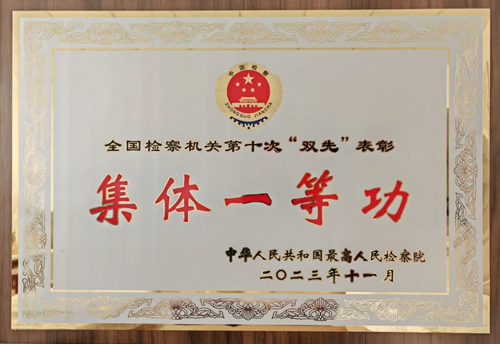 中国检察
ZHONGGUO JIANCHA
全国检察机关第十次“双先”表彰
集体一等功
中华人民共和国最高人民检察院
二〇二三年十一月